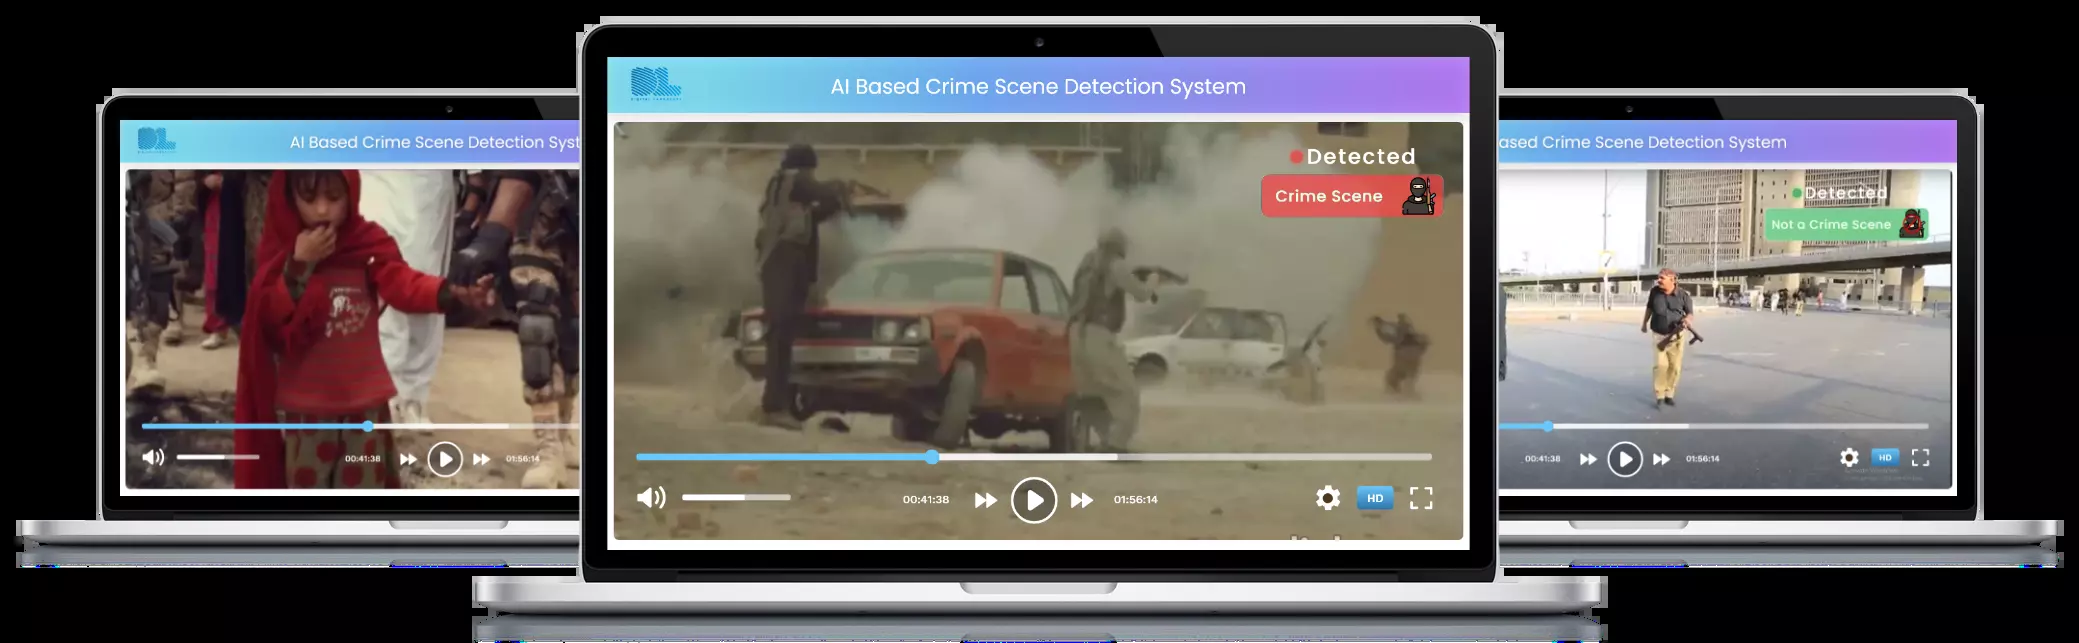 AI Based Crime Scene Detection Syst
00:41:38
01:56:14
AI Based Crime Scene Detection System
Detected
Crime Scene
00:41:38
01:56:14
HD
ased Crime Scene Detection System
Detected
Not a Crime Scene
00:41:38
01:56:14
HD